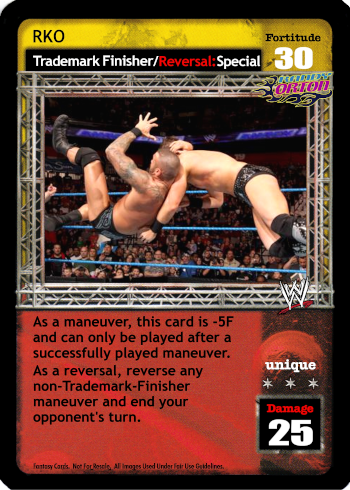 RKO
Fortitude
30
Trademark Finisher/Reversal:Special
RANDY
ORTON
As a maneuver, this card is -5F
and can only be played after a
successfully played maneuver.
As a reversal, reverse any
non-Trademark-Finisher
maneuver and end your
opponent's turn.
unique
Damage
25
Fantasy Cards. Not For Resale. All Images Used Under Fair Use Guidelines.